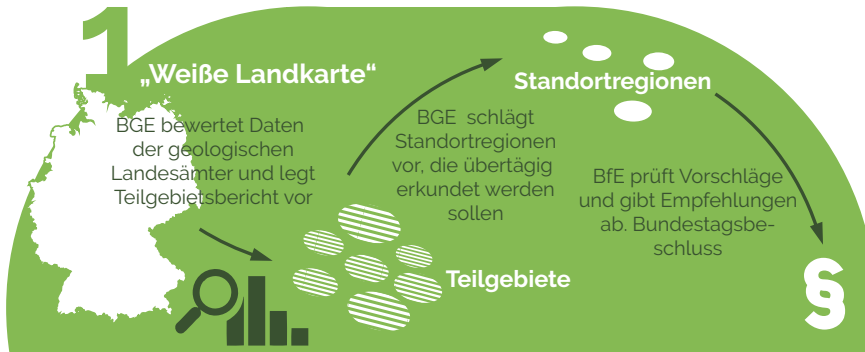 1
„Weiße Landkarte“
BGE bewertet Daten
der geologischen
Landesämter und legt
Teilgebietsbericht vor
Teilgebiete
BGE schlägt
Standortregionen
vor, die übertägig
erkundet werden
sollen
Standortregionen
BfE prüft Vorschläge
und gibt Empfehlungen
ab. Bundestagsbe-
schluss
§